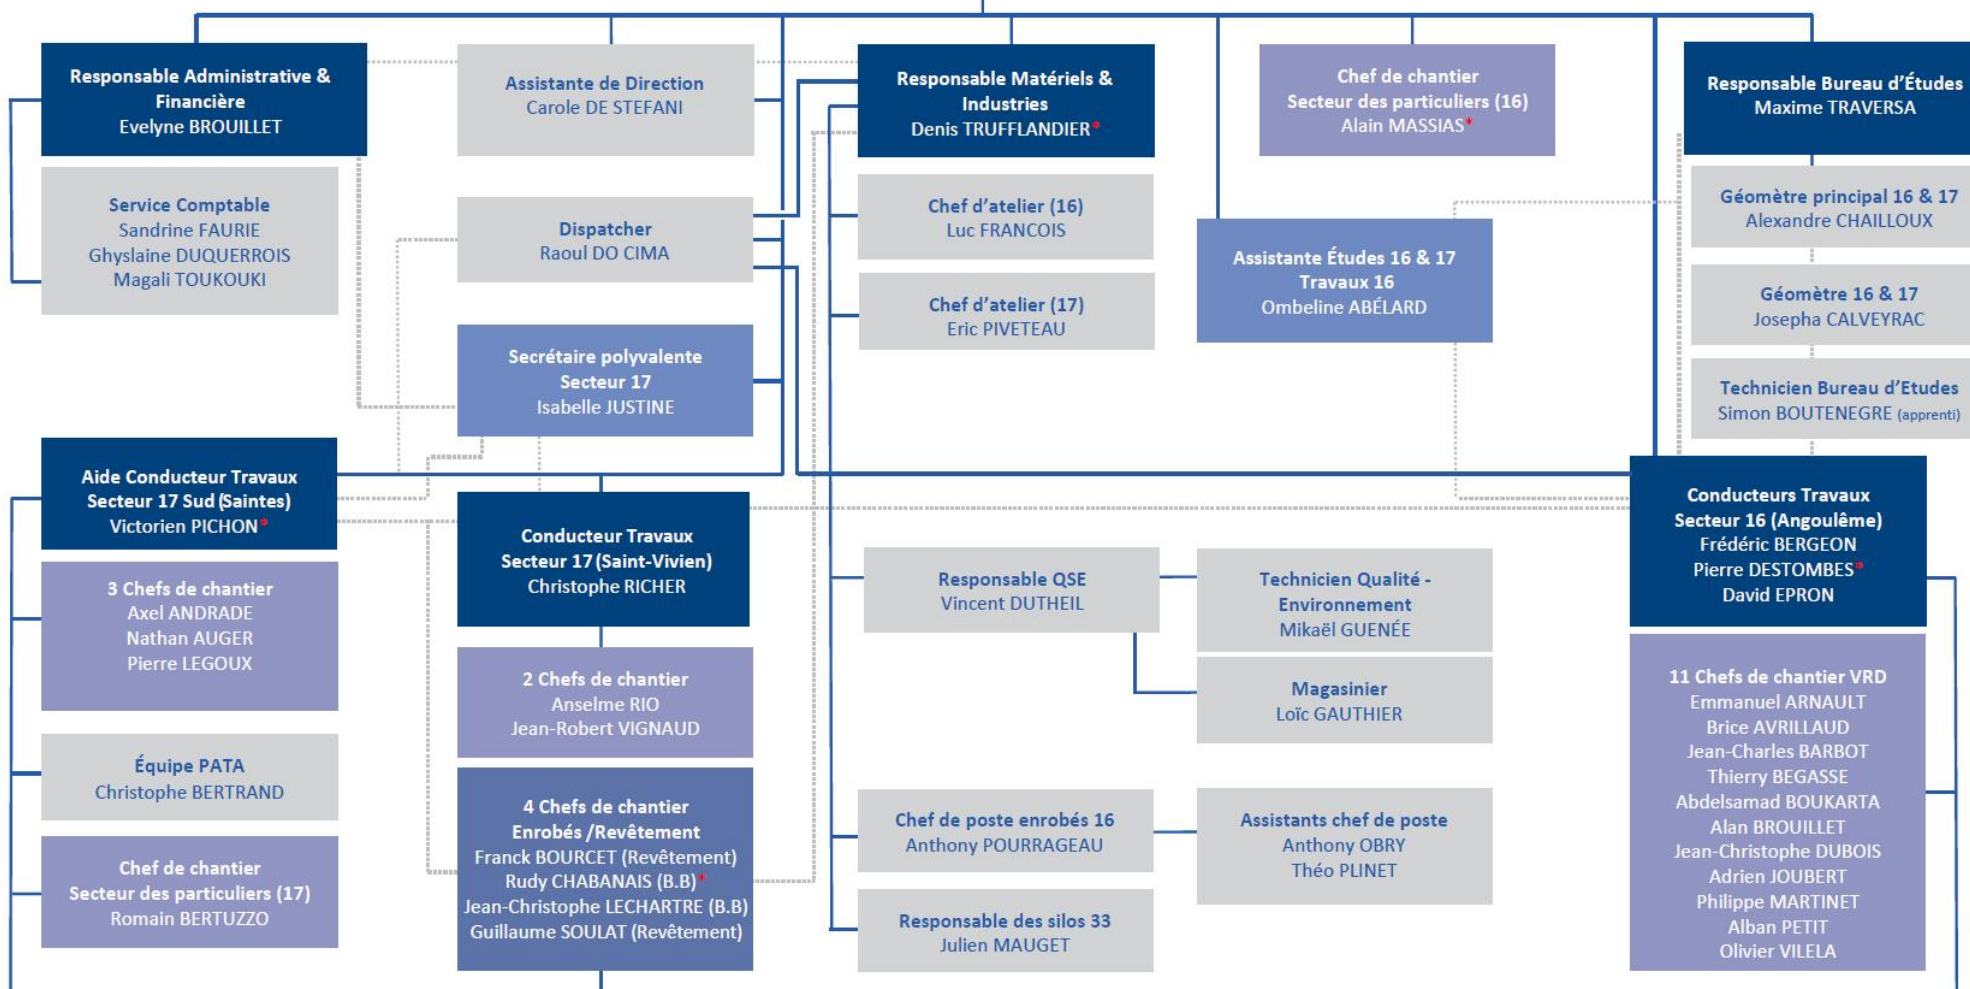 Responsable Administrative &
Financière
Evelyne BROUILLET
Service Comptable
Sandrine FAURIE
Ghyslaine DUQUERROIS
Magali TOUKOUKI
Assistante de Direction
Carole DE STEFANI
Dispatcher
Raoul DO CIMA
Secrétaire polyvalente
Secteur 17
Isabelle JUSTINE
Responsable Matériels &
Industries
Denis TRUFFLANDIER*
Chef d'atelier (16)
Luc FRANCOIS
Chef d'atelier (17)
Eric PIVETEAU
Chef de chantier
Secteur des particuliers (16)
Alain MASSIAS*
Assistante Études 16 & 17
Travaux 16
Ombeline ABÉLARD
Responsable Bureau d'Études
Maxime TRAVERSA
Géomètre principal 16 & 17
Alexandre CHAILLOUX
Géomètre 16 & 17
Josepha CALVEYRAC
Technicien Bureau d'Etudes
Simon BOUTENEGRE (apprenti)
Aide Conducteur Travaux
Secteur 17 Sud (Saintes)
Victorien PICHON*
3 Chefs de chantier
Axel ANDRADE
Nathan AUGER
Pierre LEGOUX
Équipe PATA
Christophe BERTRAND
Chef de chantier
Secteur des particuliers (17)
Romain BERTUZZO
Conducteur Travaux
Secteur 17 (Saint-Vivien)
Christophe RICHER
2 Chefs de chantier
Anselme RIO
Jean-Robert VIGNAUD
4 Chefs de chantier
Enrobés /Revêtement
Franck BOURCET (Revêtement)
Rudy CHABANAIS (B.B)*
Jean-Christophe LECHARTRE (B.B)
Guillaume SOULAT (Revêtement)
Responsable QSE
Vincent DUTHEIL
Technicien Qualité -
Environnement
Mikaël GUENÉE
Magasinier
Loïc GAUTHIER
Chef de poste enrobés 16
Anthony POURRAGEAU
Assistants chef de poste
Anthony OBRY
Théo PLINET
Responsable des silos 33
Julien MAUGET
Conducteurs Travaux
Secteur 16 (Angoulême)
Frédéric BERGEON
Pierre DESTOMBES*
David EPRON
11 Chefs de chantier VRD
Emmanuel ARNAULT
Brice AVRILLAUD
Jean-Charles BARBOT
Thierry BEGASSE
Abdelsamad BOUKARTA
Alan BROUILLET
Jean-Christophe DUBOIS
Adrien JOUBERT
Philippe MARTINET
Alban PETIT
Olivier VILELA